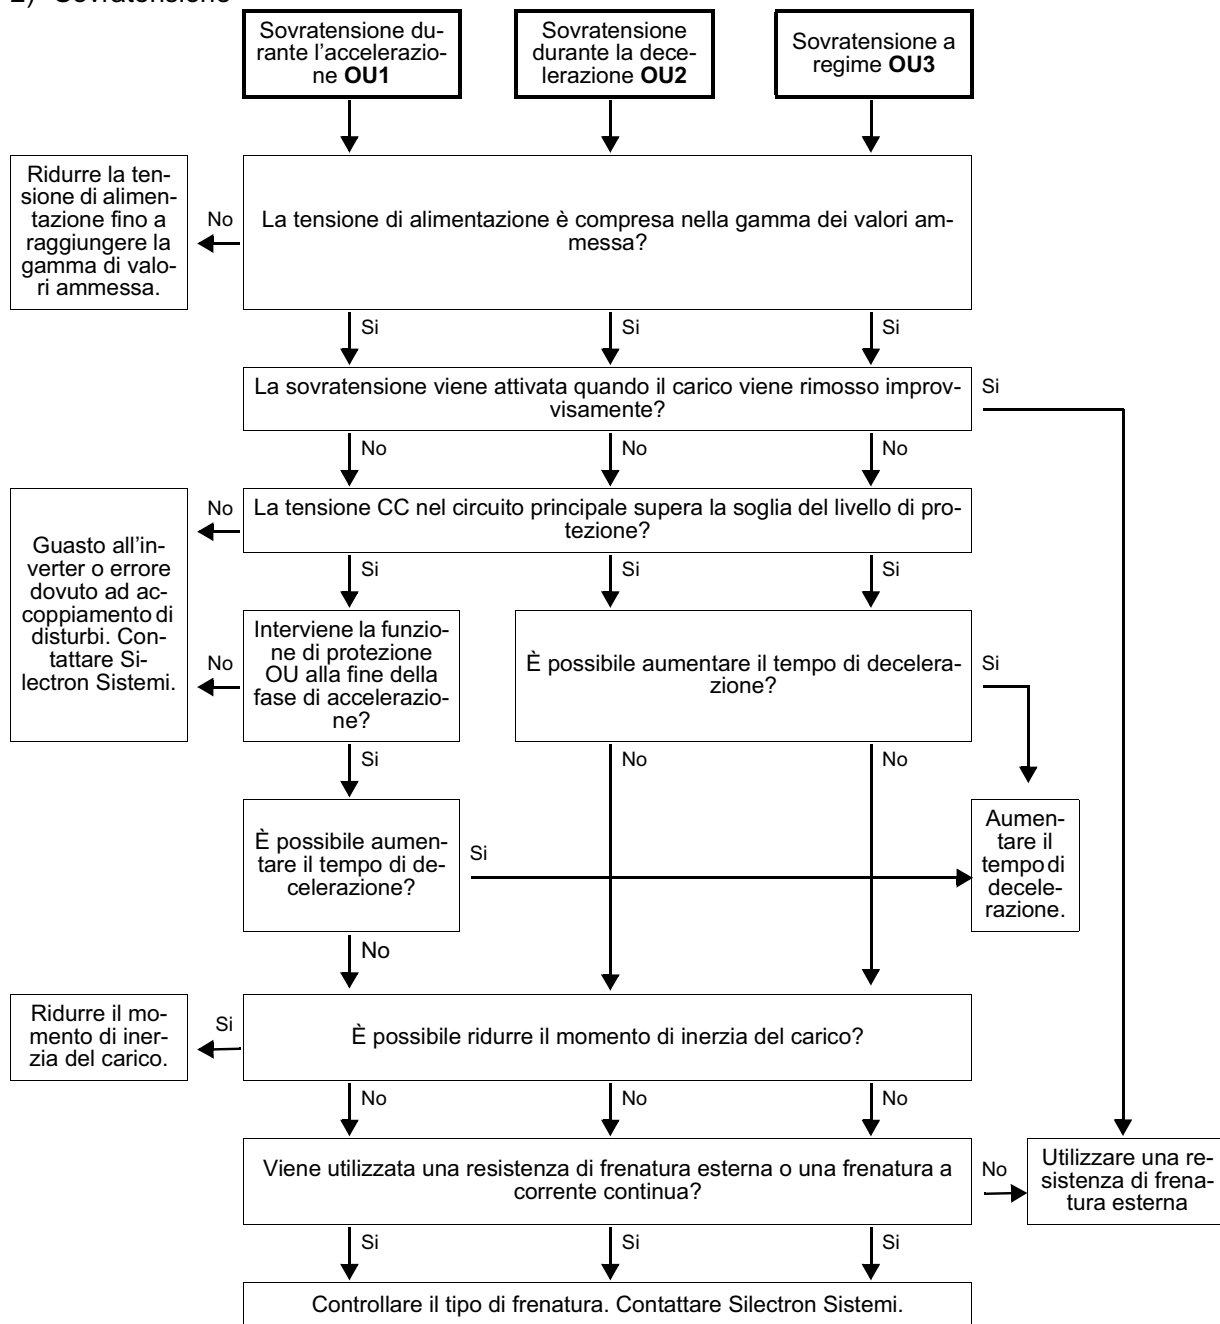 2) Sovratensione
Sovratensione du-
rante l'accelerazio-
ne OU1
Sovratensione
durante la dece-
lerazione OU2
Sovratensione a
regime OU3
Ridurre la ten-
sione di alimen-
tazione fino a
raggiungere la
gamma di valo-
ri ammessa.
No
La tensione di alimentazione è compresa nella gamma dei valori am-
messa?
Si
Si
Si
La sovratensione viene attivata quando il carico viene rimosso improv-
visamente?
Si
No
No
No
Guasto all'in-
verter o errore
dovuto ad ac-
coppiamento di
disturbi. Con-
tattare Si-
lectron Sistemi.
No
La tensione CC nel circuito principale supera la soglia del livello di pro-
tezione?
Si
Si
Si
No
Interviene la funzio-
ne di protezione
OU alla fine della
fase di accelerazio-
ne?
È possibile aumentare il tempo di decelera-
zione?
Si
Si
No
No
È possibile aumen-
tare il tempo di de-
celerazione?
Si
Aumen-
tare il
tempo di
decele-
razione.
No
Ridurre il mo-
mento di iner-
zia del carico.
Si
È possibile ridurre il momento di inerzia del carico?
No
No
No
Viene utilizzata una resistenza di frenatura esterna o una frenatura a
corrente continua?
No
Utilizzare una re-
sistenza di frena-
tura esterna
Si
Si
Si
Controllare il tipo di frenatura. Contattare Silectron Sistemi.